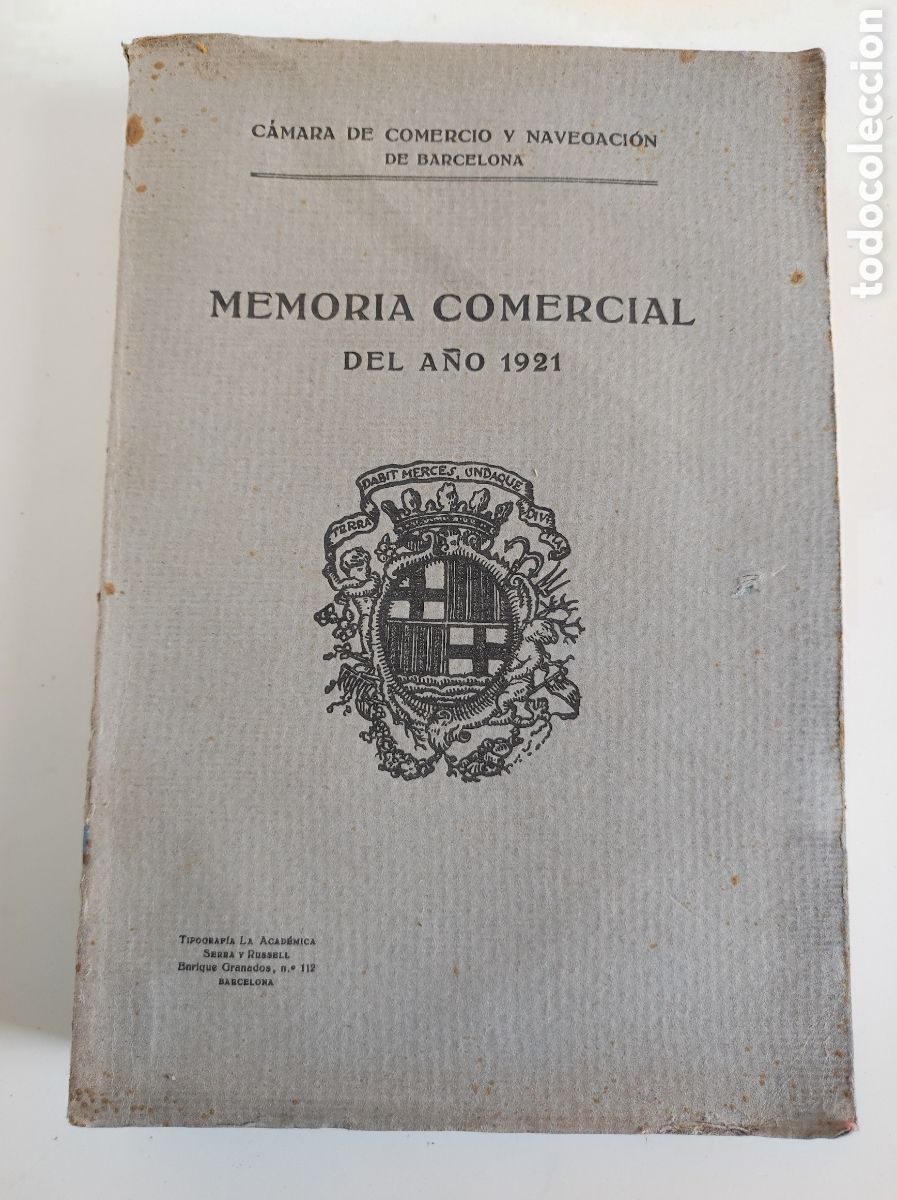 CÁMARA DE COMERCIO Y NAVEGACIÓN
DE BARCELONA
MEMORIA COMERCIAL
DEL AÑO 1921
TERRA DABIT MERCES, UNDAQUE
TIPOGRAFÍA LA ACADÉMICA
SERRA Y RUSSELL
Enrique Granados, n.º 112
BARCELONA
todocoleccion